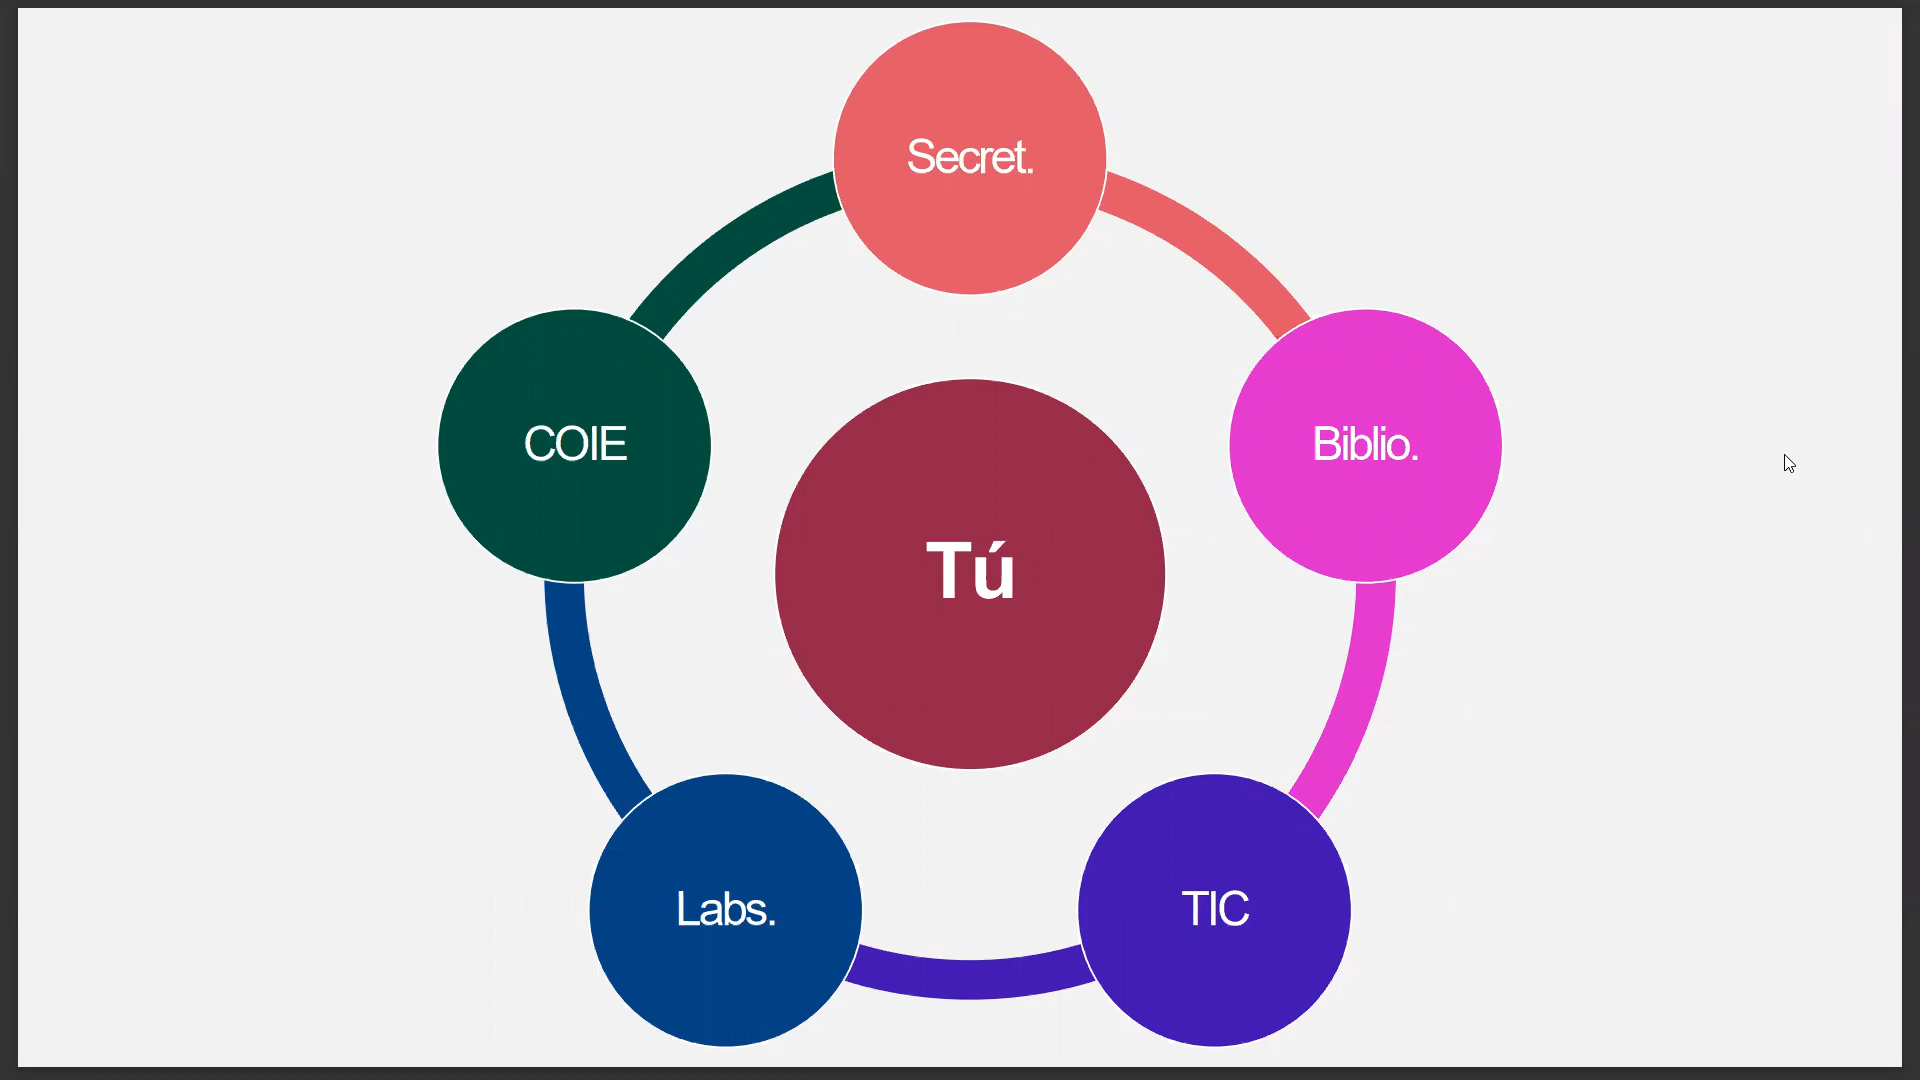 Secret.
COIE
Biblio.
Tú
Labs.
TIC